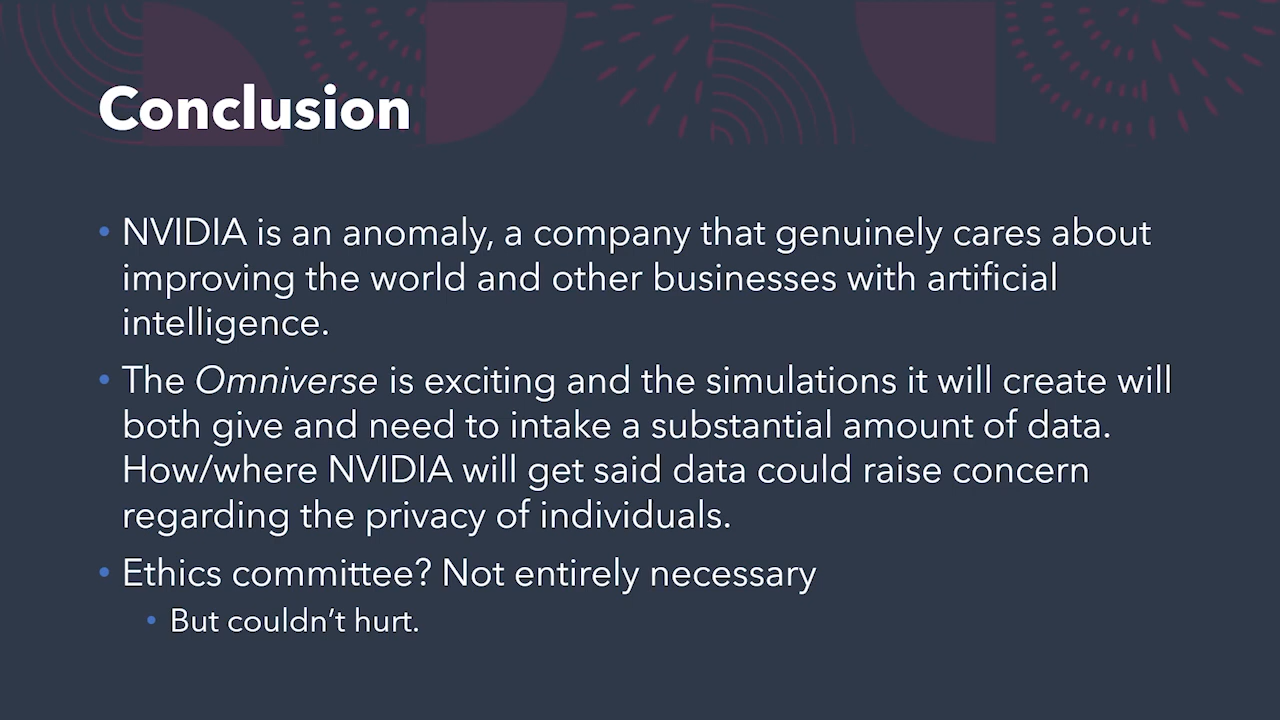 Conclusion
• NVIDIA is an anomaly, a company that genuinely cares about
improving the world and other businesses with artificial
intelligence.
• The Omniverse is exciting and the simulations it will create will
both give and need to intake a substantial amount of data.
How/where NVIDIA will get said data could raise concern
regarding the privacy of individuals.
• Ethics committee? Not entirely necessary
• But couldn’t hurt.